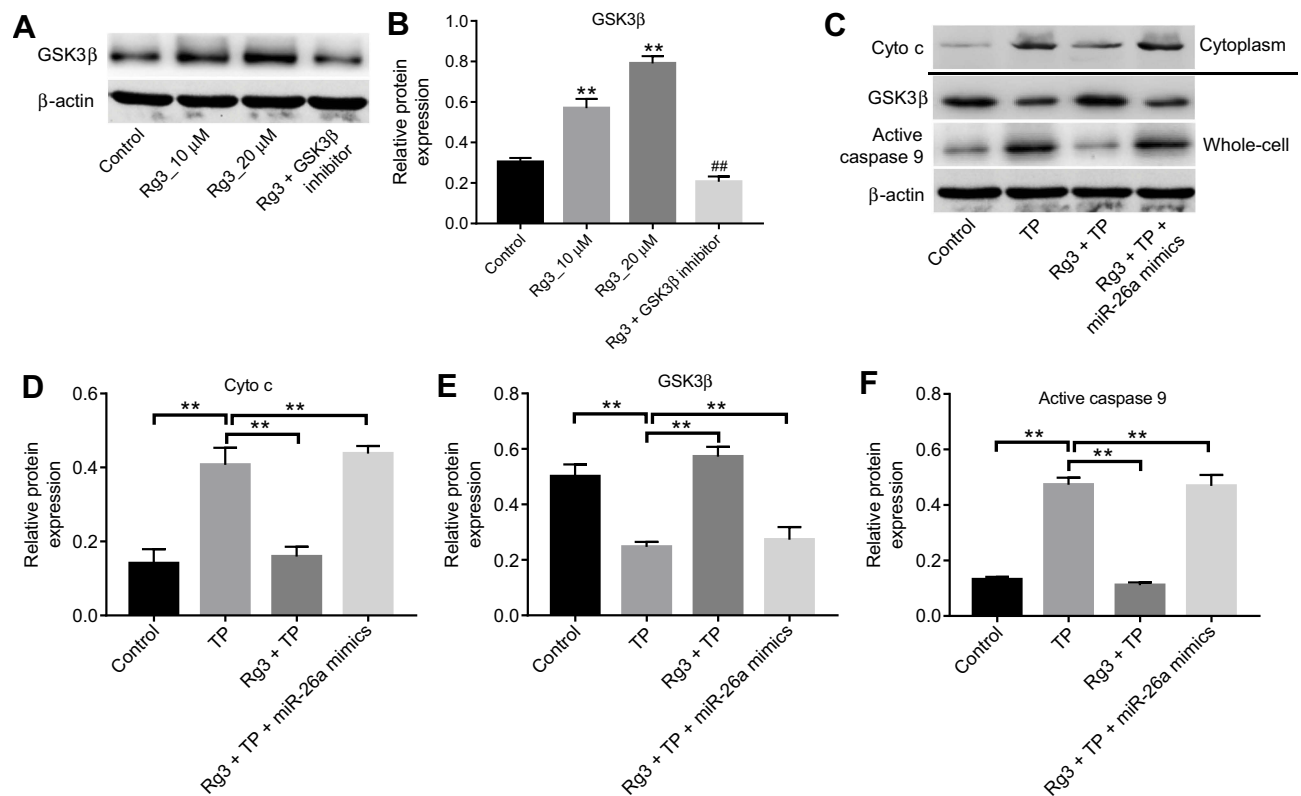 A
GSK3β
β-actin
Control
Rg3_10 μM
Rg3_20 μM
Rg3 + GSK3β
inhibitor
B
GSK3β
Relative protein
expression
1.0
0.8
0.6
0.4
0.2
0.0
**
**
##
Control
Rg3_10 μM
Rg3_20 μM
Rg3 + GSK3β inhibitor
C
Cyto c
Cytoplasm
GSK3β
Active
caspase 9
Whole-cell
β-actin
Control
TP
Rg3 + TP
Rg3 + TP +
miR-26a mimics
D
Cyto c
Relative protein
expression
0.6
0.4
0.2
0.0
**
**
**
Control
TP
Rg3 + TP
Rg3 + TP + miR-26a mimics
E
GSK3β
Relative protein
expression
0.8
0.6
0.4
0.2
0.0
**
**
**
Control
TP
Rg3 + TP
Rg3 + TP + miR-26a mimics
F
Active caspase 9
Relative protein
expression
0.8
0.6
0.4
0.2
0.0
**
**
**
Control
TP
Rg3 + TP
Rg3 + TP + miR-26a mimics